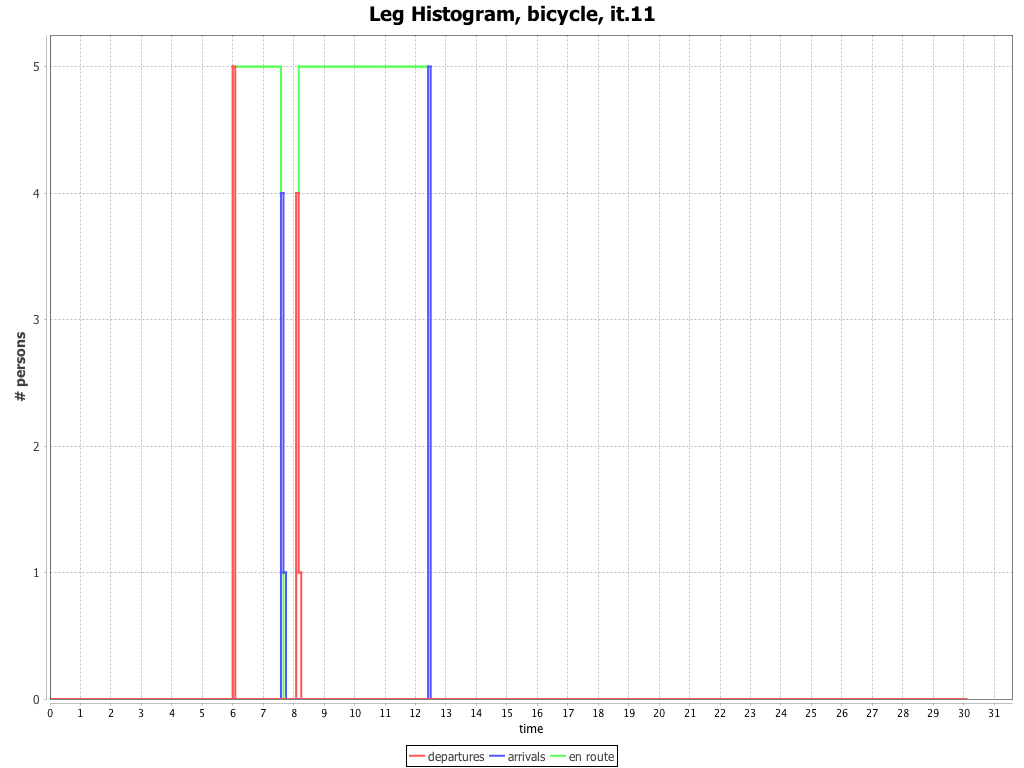 Leg Histogram, bicycle, it.11
# persons
5
4
3
2
1
0
0 1 2 3 4 5 6 7 8 9 10 11 12 13 14 15 16 17 18 19 20 21 22 23 24 25 26 27 28 29 30 31
time
departures arrivals en route